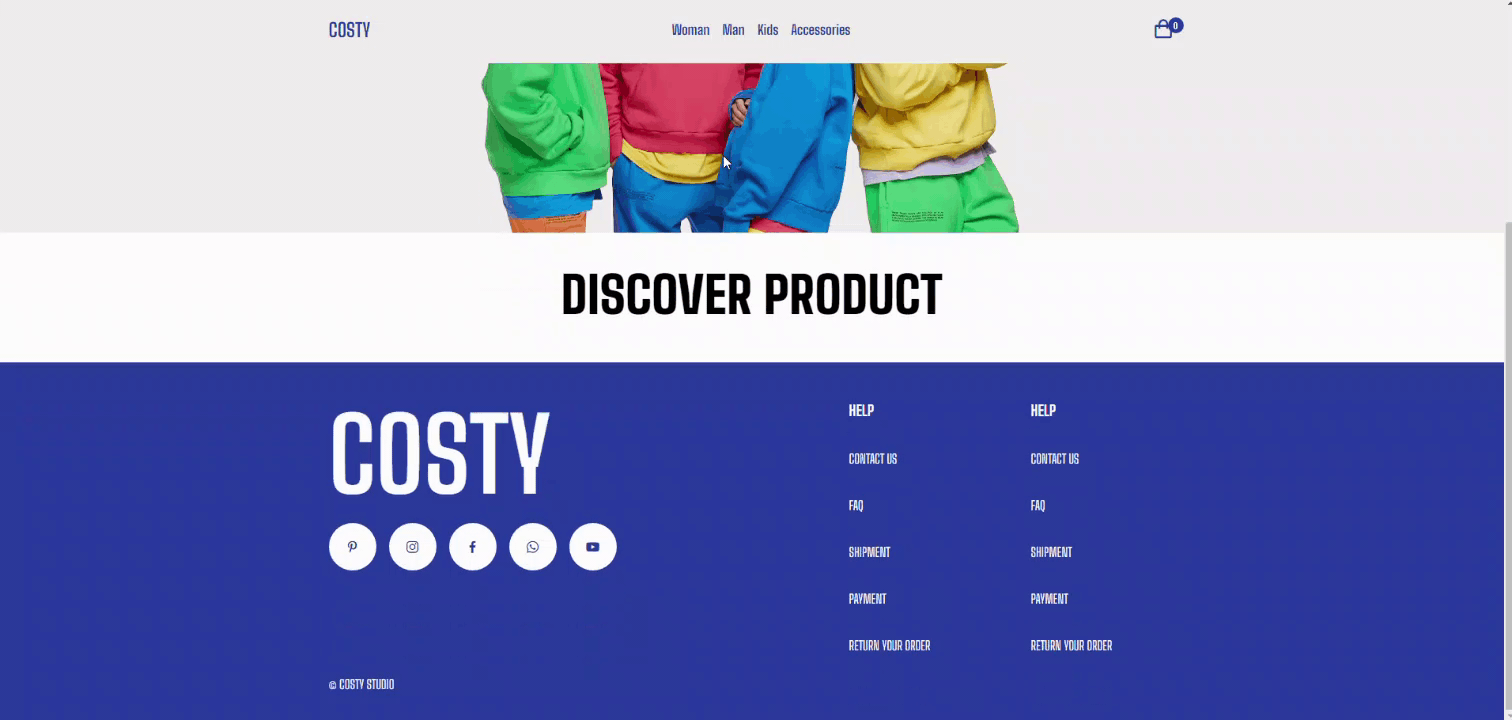 COSTY
Woman Man Kids Accessories
0
DISCOVER PRODUCT
COSTY
HELP
CONTACT US
FAQ
SHIPMENT
PAYMENT
RETURN YOUR ORDER
HELP
CONTACT US
FAQ
SHIPMENT
PAYMENT
RETURN YOUR ORDER
© COSTY STUDIO